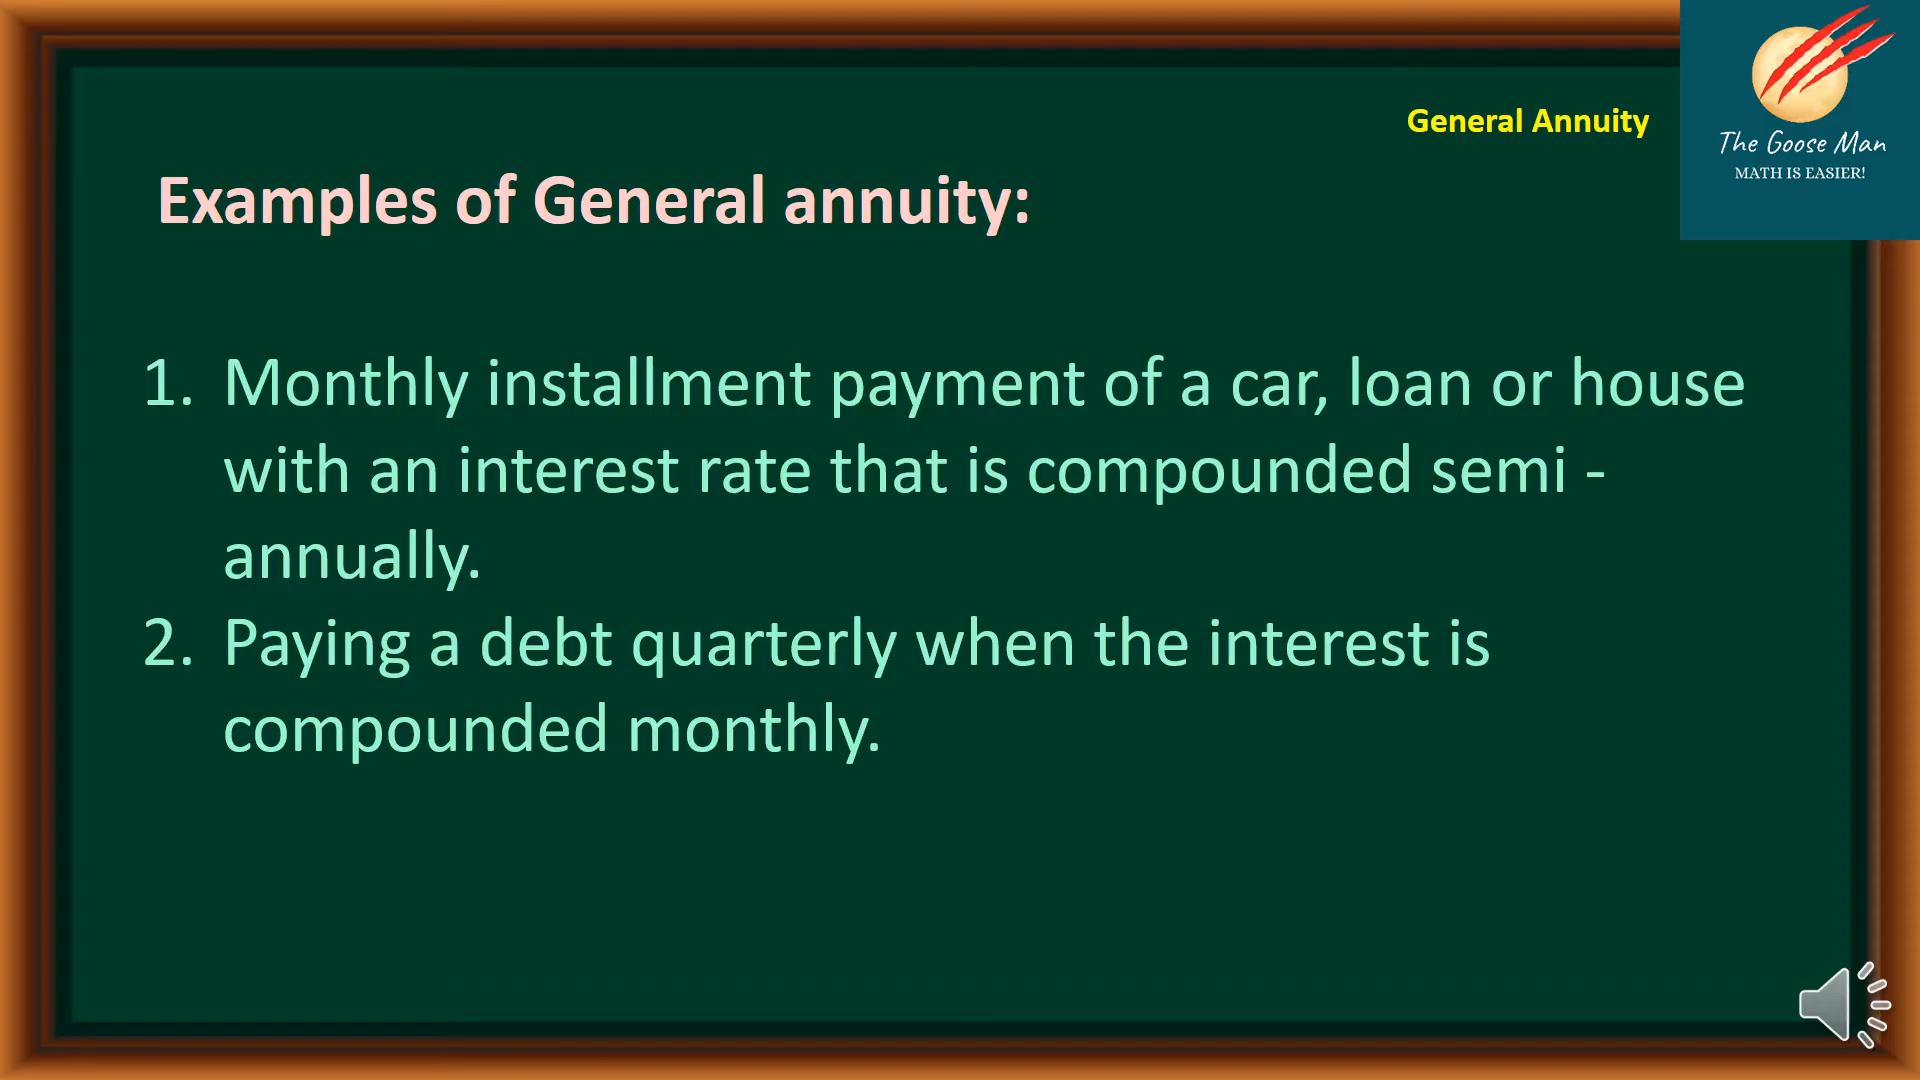 General Annuity
The Goose Man
MATH IS EASIER!
Examples of General annuity:
1. Monthly installment payment of a car, loan or house
with an interest rate that is compounded semi -
annually.
2. Paying a debt quarterly when the interest is
compounded monthly.